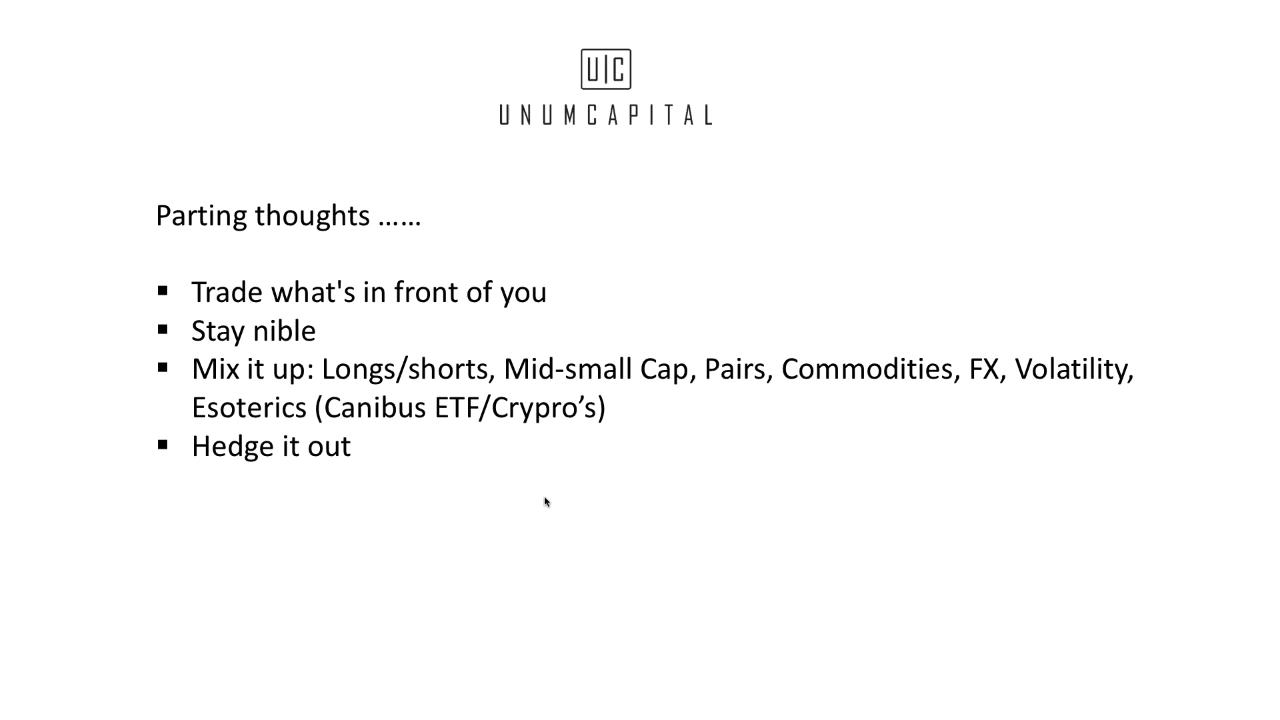 U|C
UNUMCAPITAL
Parting thoughts ......
▪ Trade what's in front of you
▪ Stay nible
▪ Mix it up: Longs/shorts, Mid-small Cap, Pairs, Commodities, FX, Volatility,
Esoterics (Canibus ETF/Crypro’s)
▪ Hedge it out